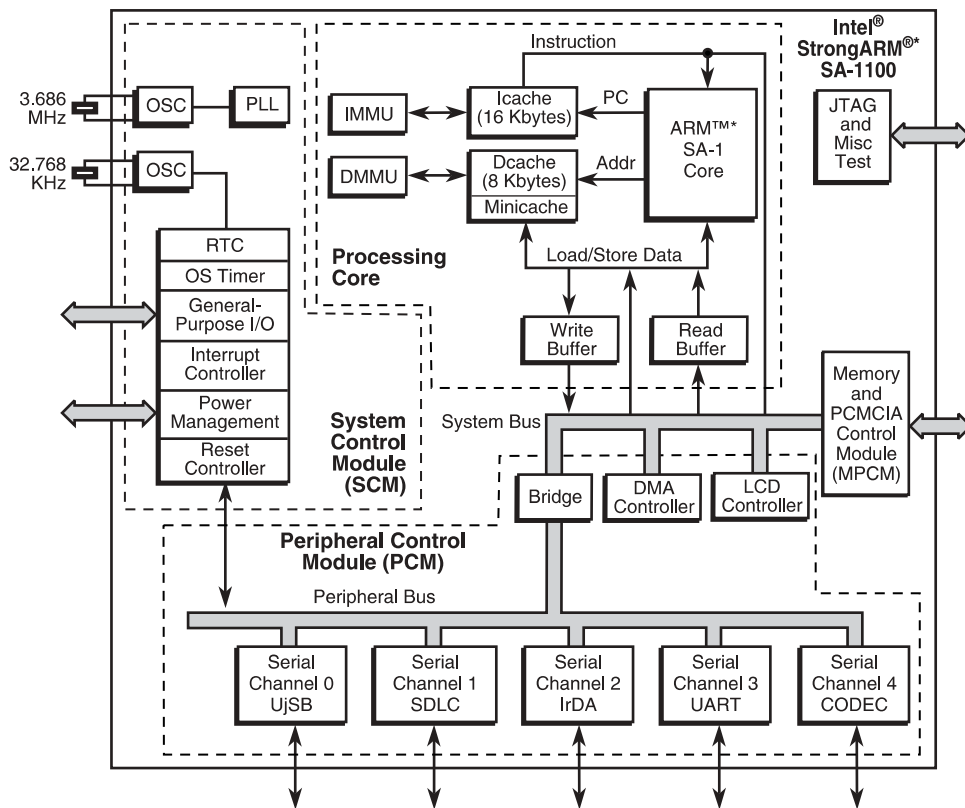 Intel®
StrongARM®*
SA-1100
3.686
MHz
OSC
PLL
32.768
KHz
OSC
RTC
OS Timer
General-
Purpose I/O
Interrupt
Controller
Power
Management
Reset
Controller
System
Control
Module
(SCM)
Instruction
IMMU
Icache
(16 Kbytes)
PC
ARM™*
SA-1
Core
DMMU
Dcache
(8 Kbytes)
Minicache
Addr
Load/Store Data
Processing
Core
Write
Buffer
Read
Buffer
JTAG
and
Misc
Test
System Bus
Memory
and
PCMCIA
Control
Module
(MPCM)
Bridge
DMA
Controller
LCD
Controller
Peripheral Control
Module (PCM)
Peripheral Bus
Serial
Channel 0
UjSB
Serial
Channel 1
SDLC
Serial
Channel 2
IrDA
Serial
Channel 3
UART
Serial
Channel 4
CODEC